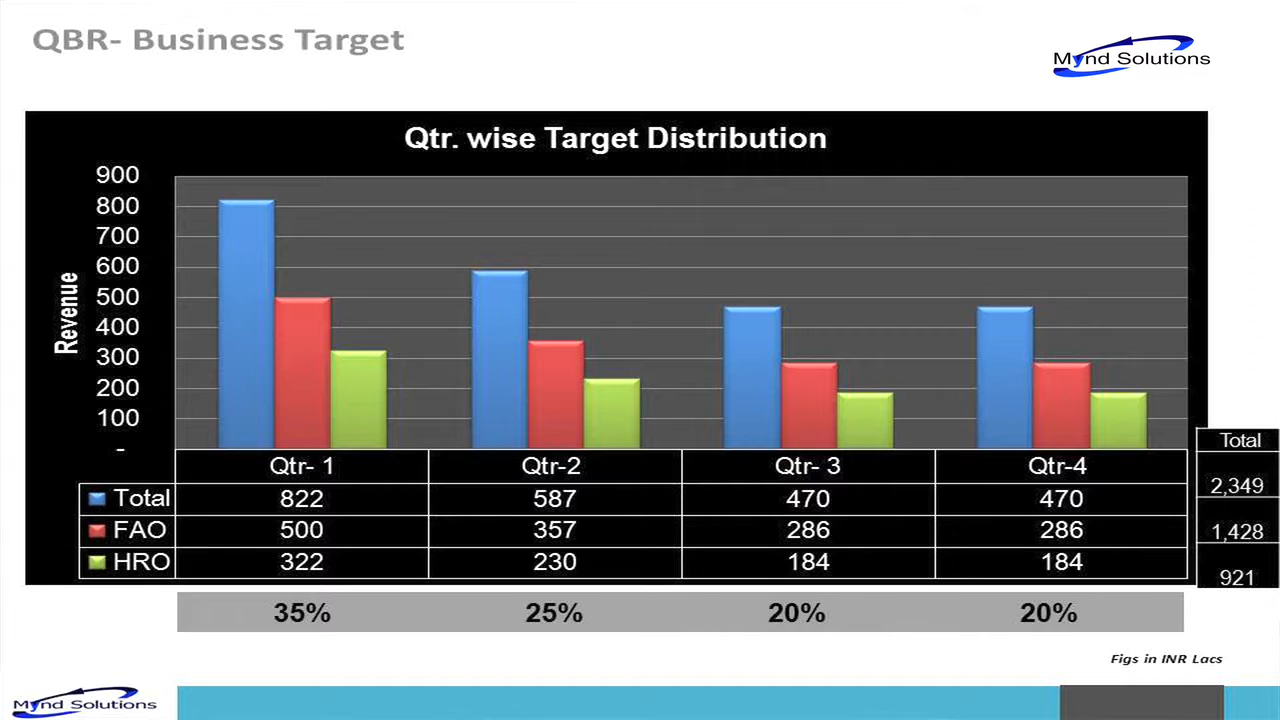 QBR- Business Target
Mynd Solutions
Qtr. wise Target Distribution
Revenue
900
800
700
600
500
400
300
200
100
-
Qtr- 1 Qtr-2 Qtr- 3 Qtr-4 Total
Total 822 587 470 470 2,349
FAO 500 357 286 286 1,428
HRO 322 230 184 184 921
35% 25% 20% 20%
Figs in INR Lacs
Mynd Solutions